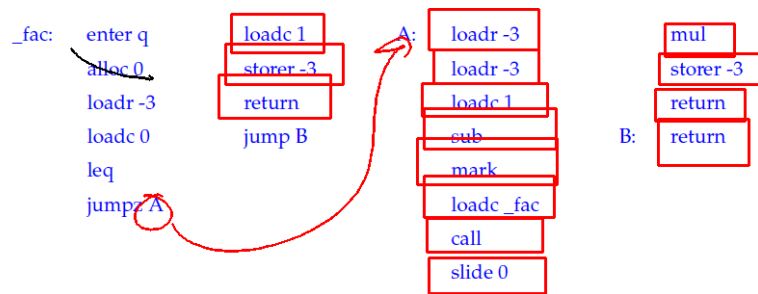 _fac: enter q
alloc 0
loadr -3
loadc 0
leq
jumpz A
loadc 1
storer -3
return
jump B
A: loadr -3
loadr -3
loadc 1
sub
mark
loadc _fac
call
slide 0
mul
storer -3
return
B: return